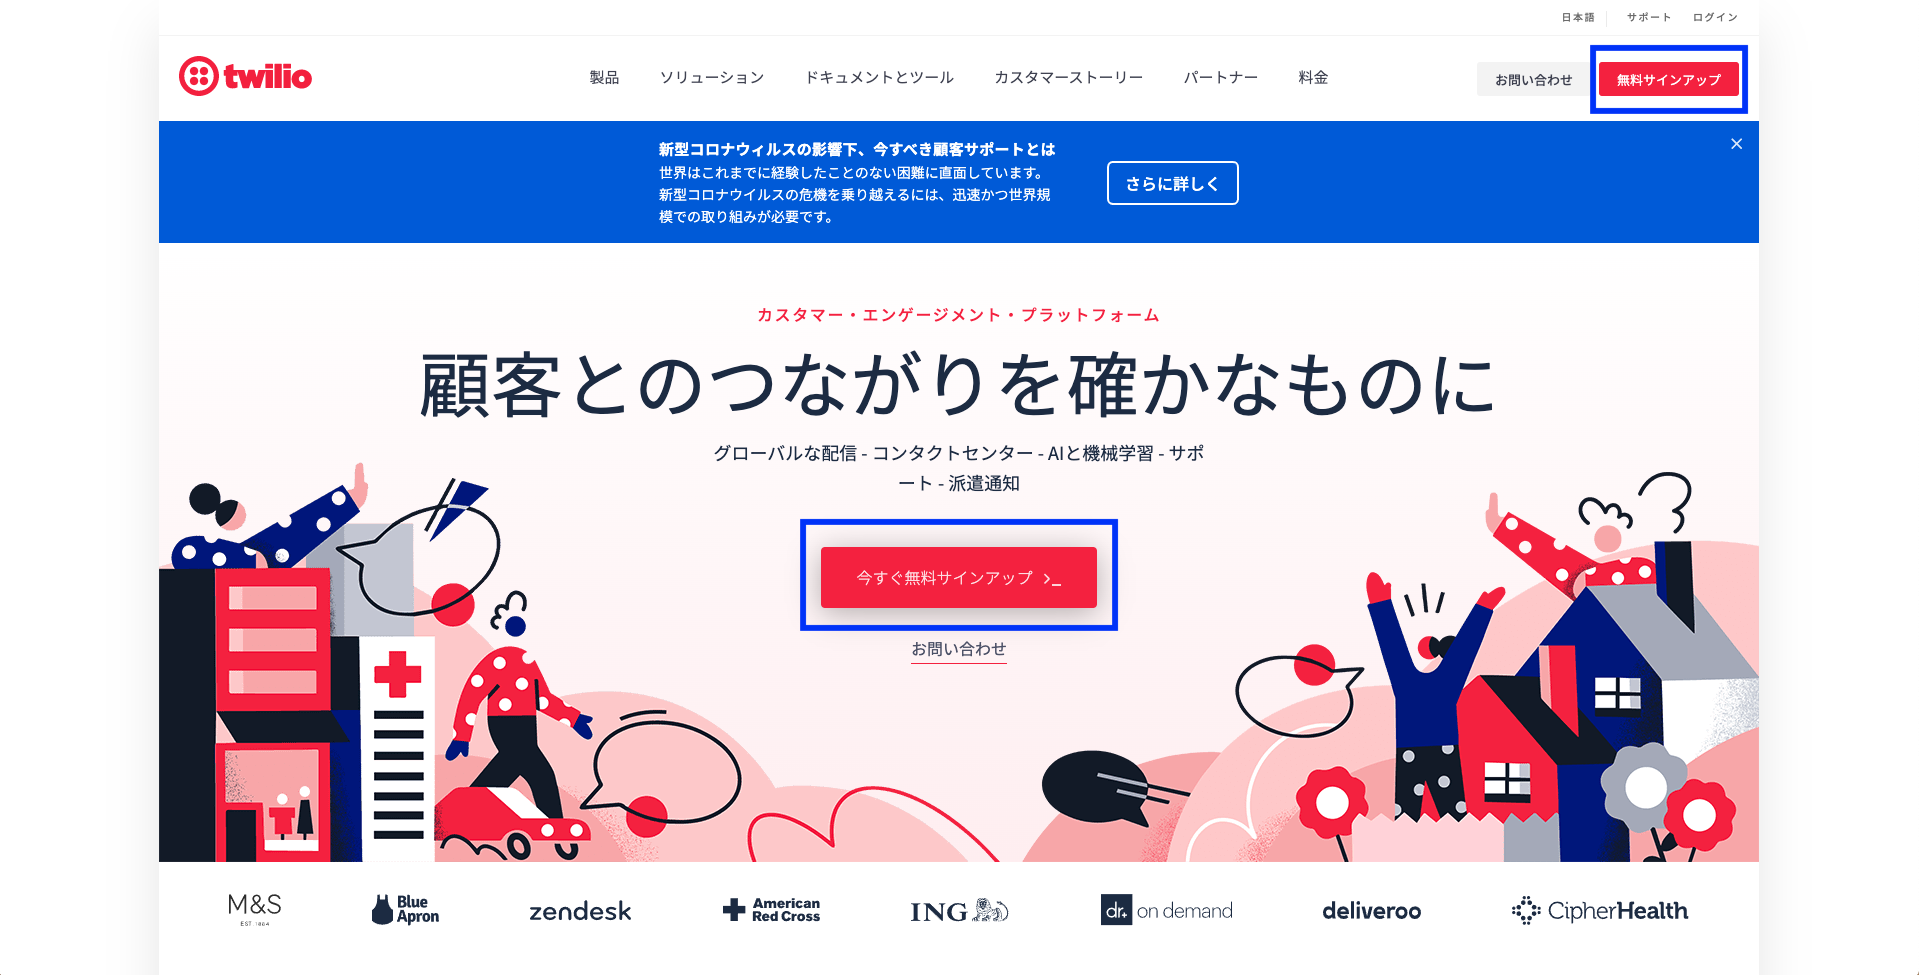 日本語
サポート
ログイン
twilio
製品
ソリューション
ドキュメントとツール
カスタマーストーリー
パートナー
料金
お問い合わせ
無料サインアップ
新型コロナウィルスの影響下、今すべき顧客サポートとは
世界はこれまでに経験したことのない困難に直面しています。
新型コロナウイルスの危機を乗り越えるには、迅速かつ世界規
模での取り組みが必要です。
さらに詳しく
カスタマー・エンゲージメント・プラットフォーム
顧客とのつながりを確かなものに
グローバルな配信 - コンタクトセンター - AIと機械学習 - サポ
ート - 派遣通知
今すぐ無料サインアップ >_
お問い合わせ
M&S
EST. 1884
Blue
Apron
zendesk
American
Red Cross
ING
dr+ on demand
deliveroo
CipherHealth